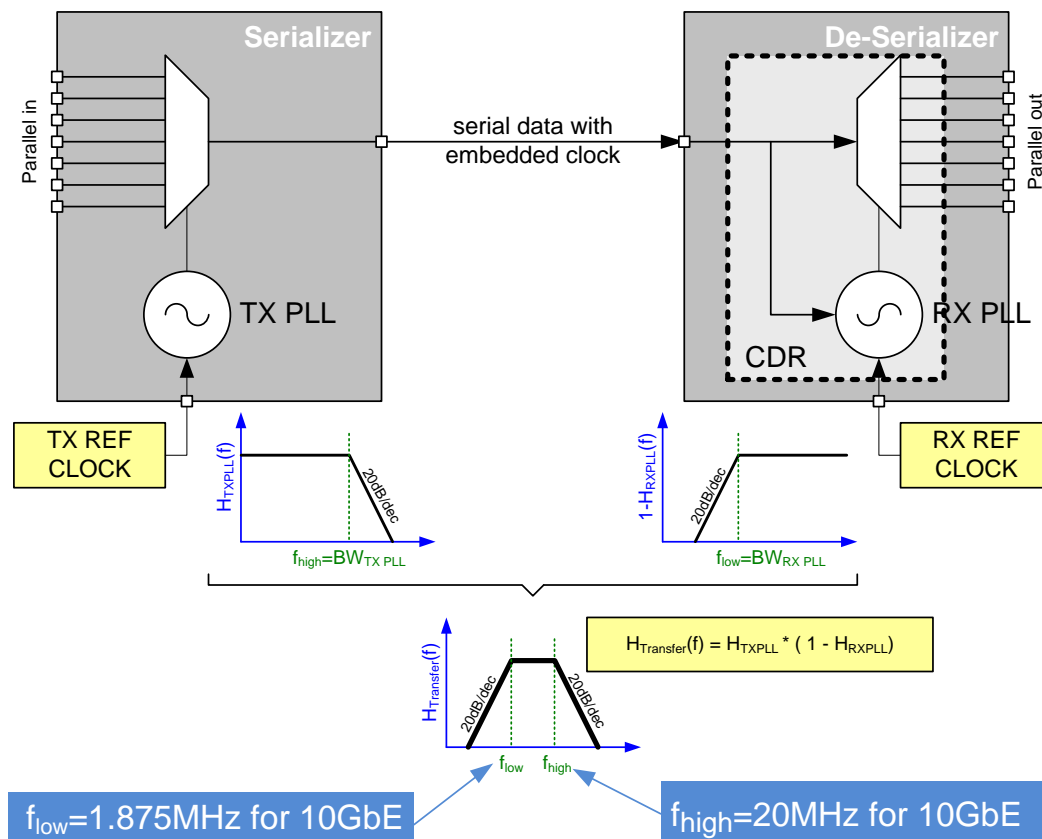 Serializer
De-Serializer
Parallel in
serial data with
embedded clock
Parallel out
TX PLL
RX PLL
CDR
TX REF
CLOCK
RX REF
CLOCK
HTXPLL(f)
20dB/dec
fhigh=BWTX PLL
1-HRXPLL(f)
20dB/dec
flow=BWRX PLL
HTransfer(f) = HTXPLL * ( 1 - HRXPLL)
HTransfer(f)
20dB/dec
20dB/dec
flow
fhigh
flow=1.875MHz for 10GbE
fhigh=20MHz for 10GbE